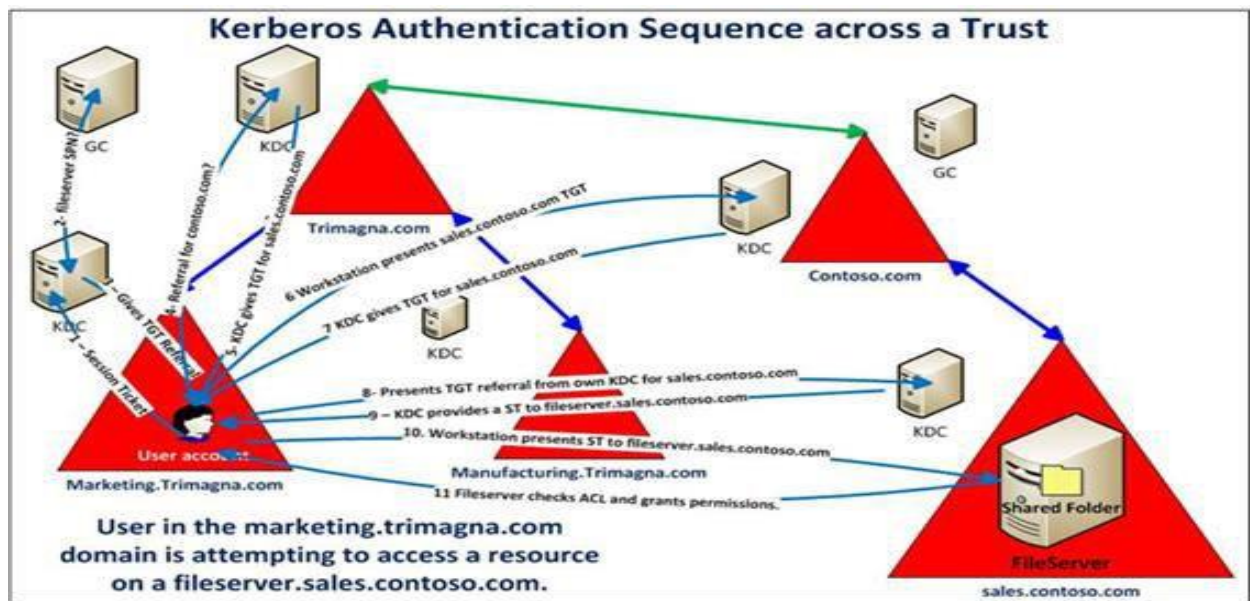 Kerberos Authentication Sequence across a Trust
GC
KDC
2- fileserver SPN?
4- Referral for contoso.com?
5- KDC gives TGT for sales.contoso.com
Trimagna.com
GC
KDC
Contoso.com
6 Workstation presents sales.contoso.com TGT
7 KDC gives TGT for sales.contoso.com
KDC
3 – Gives TGT Referral
1 – Session Ticket
KDC
8- Presents TGT referral from own KDC for sales.contoso.com
9 – KDC provides a ST to fileserver.sales.contoso.com
10. Workstation presents ST to fileserver.sales.contoso.com
KDC
User account
Marketing.Trimagna.com
Manufacturing.Trimagna.com
11 Fileserver checks ACL and grants permissions.
Shared Folder
FileServer
sales.contoso.com
User in the marketing.trimagna.com
domain is attempting to access a resource
on a fileserver.sales.contoso.com.